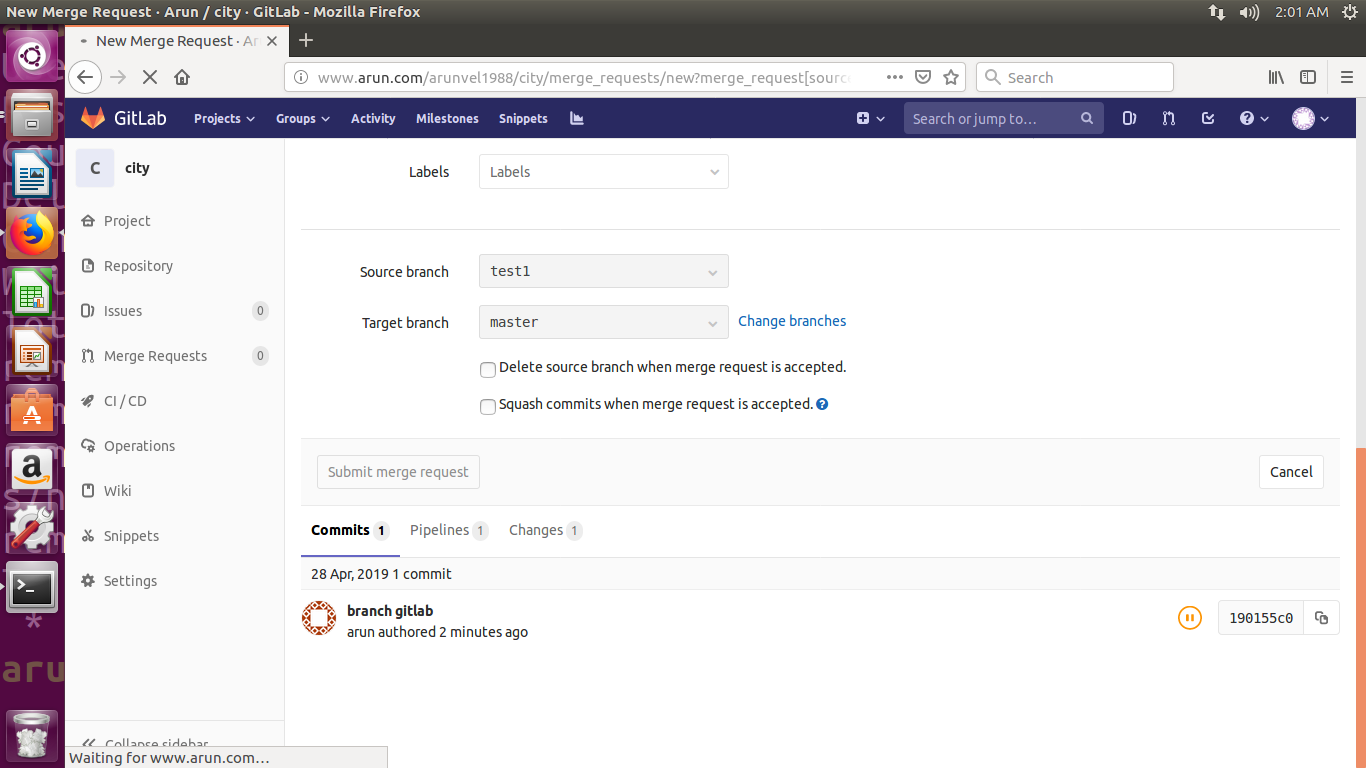 New Merge Request · Arun / city · GitLab - Mozilla Firefox
2:01 AM
New Merge Request · Ar
www.arun.com/arunvel1988/city/merge_requests/new?merge_request[sourc
Search
GitLab
Projects
Groups
Activity
Milestones
Snippets
Search or jump to...
C
city
Project
Repository
Issues
0
Merge Requests
0
CI / CD
Operations
Wiki
Snippets
Settings
Collapse sidebar
Labels
Labels
Source branch
test1
Target branch
master
Change branches
Delete source branch when merge request is accepted.
Squash commits when merge request is accepted.
Submit merge request
Cancel
Commits 1
Pipelines 1
Changes 1
28 Apr, 2019 1 commit
branch gitlab
arun authored 2 minutes ago
190155c0
Waiting for www.arun.com…
aru